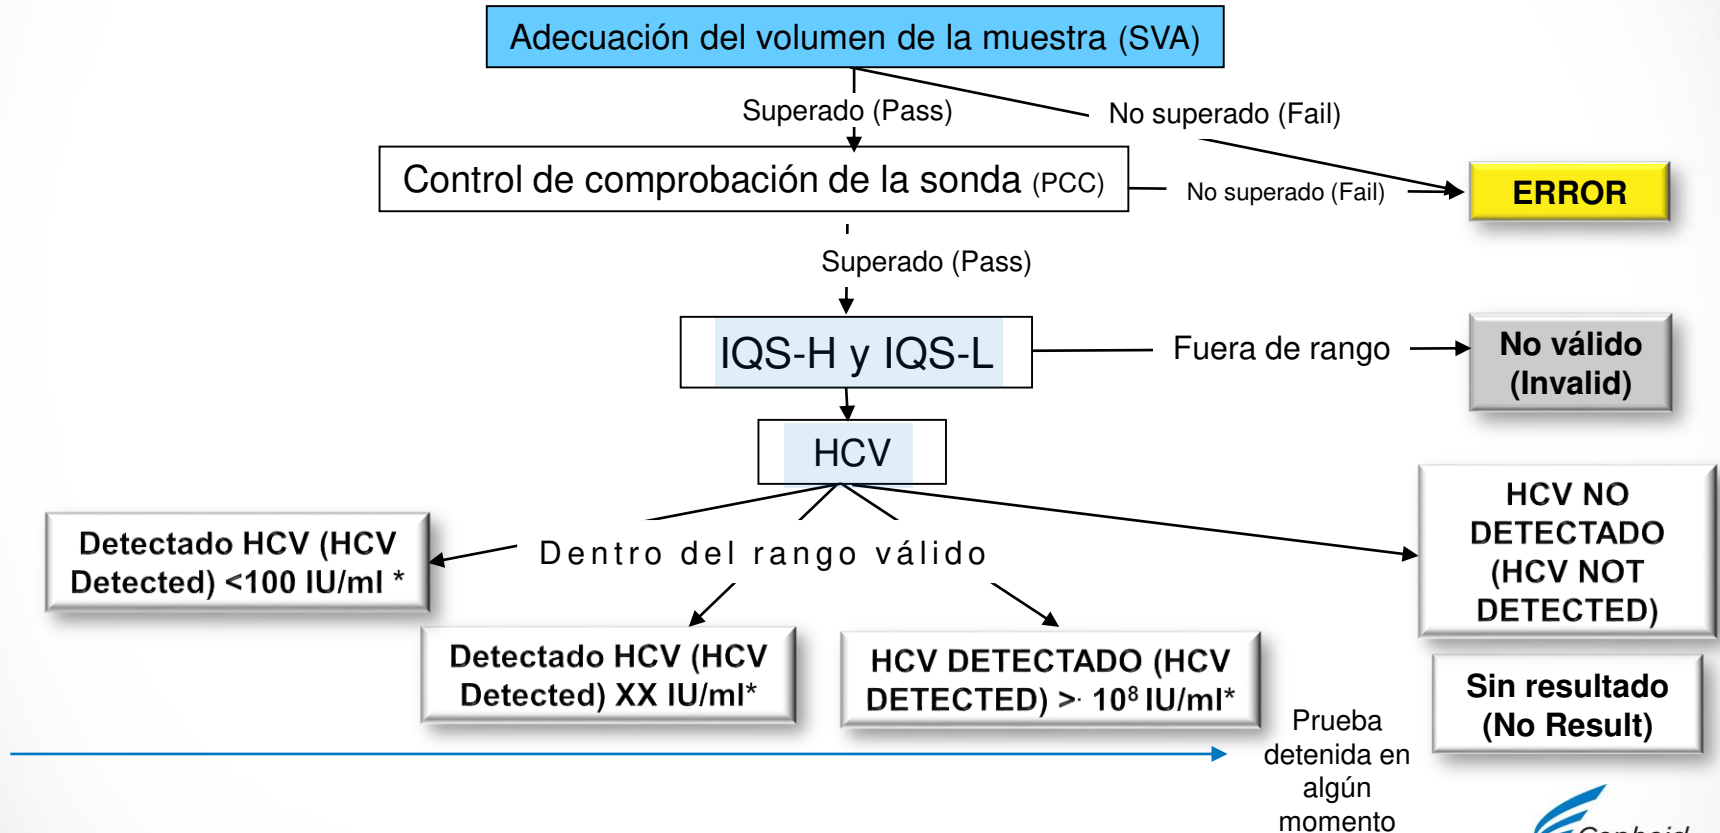 Adecuación del volumen de la muestra (SVA)
Superado (Pass)
No superado (Fail)
Control de comprobación de la sonda (PCC)
No superado (Fail)
ERROR
Superado (Pass)
IQS-H y IQS-L
Fuera de rango
No válido
(Invalid)
HCV
Dentro del rango válido
Detectado HCV (HCV
Detected) <100 IU/ml *
Detectado HCV (HCV
Detected) XX IU/ml*
HCV DETECTADO (HCV
DETECTED) > 10⁸ IU/ml*
HCV NO
DETECTADO
(HCV NOT
DETECTED)
Prueba
detenida en
algún
momento
Sin resultado
(No Result)